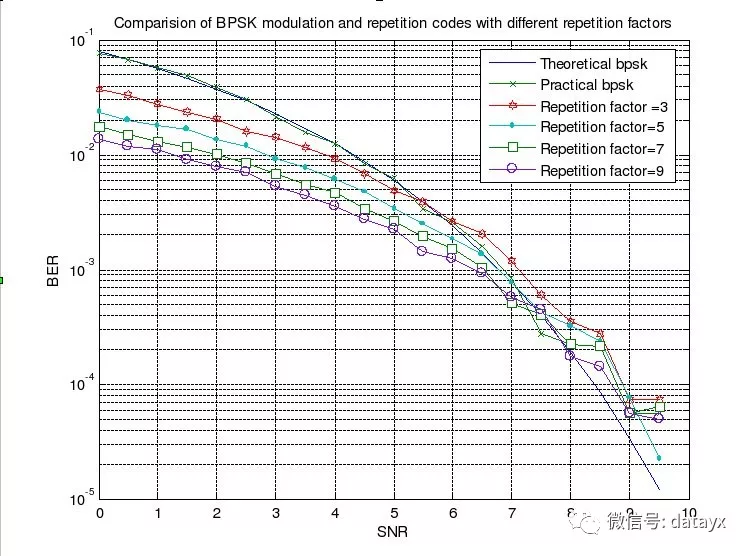 Comparision of BPSK modulation and repetition codes with different repetition factors
10^-1
10^-2
10^-3
10^-4
10^-5
BER
Theoretical bpsk
Practical bpsk
Repetition factor =3
Repetition factor=5
Repetition factor=7
Repetition factor=9
0 1 2 3 4 5 6 7 8 9 10
SNR
微信号: datayx